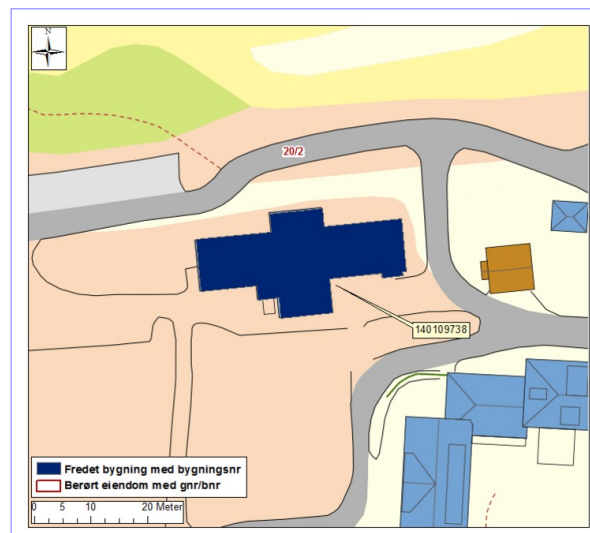 N
20/2
140109738
Fredet bygning med bygningsnr
Berørt eiendom med gnr/bnr
0 5 10 20 Meter